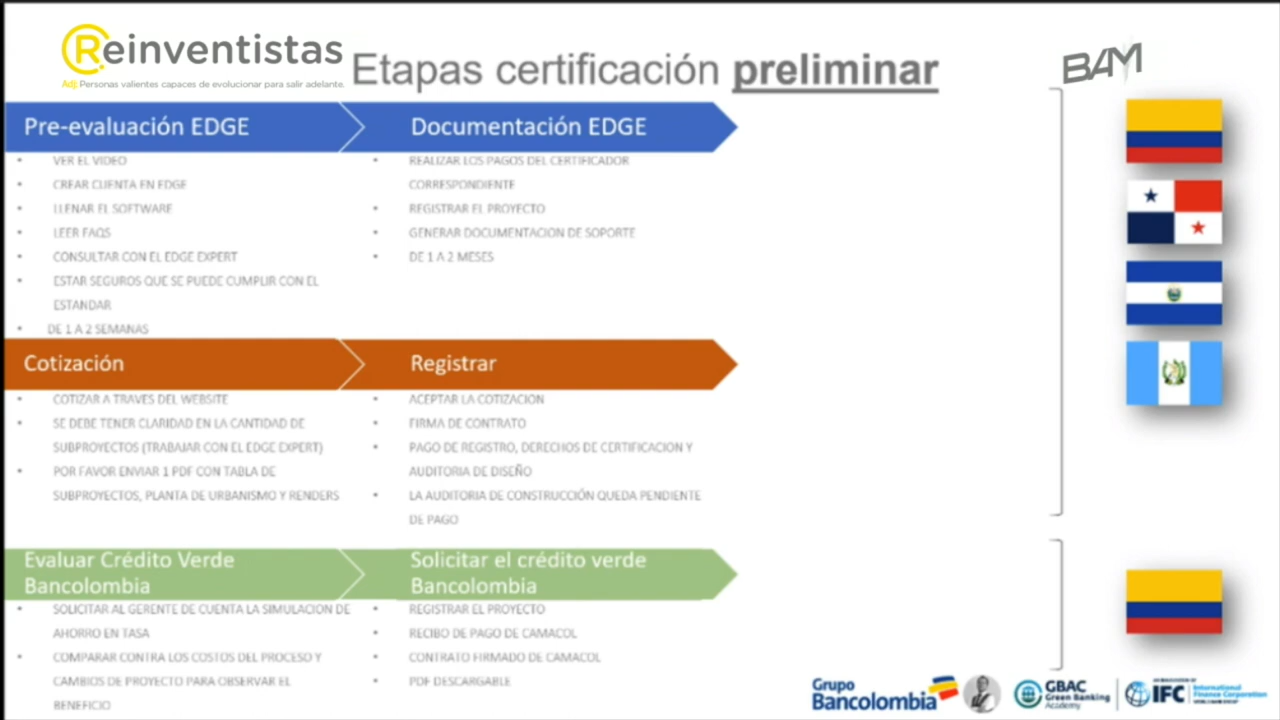 Reinventistas
Adj: Personas valientes capaces de evolucionar para salir adelante.
Etapas certificación preliminar
BAM
Pre-evaluación EDGE
• VER EL VIDEO
• CREAR CUENTA EN EDGE
• LLENAR EL SOFTWARE
• LEER FAQS
• CONSULTAR CON EL EDGE EXPERT
• ESTAR SEGUROS QUE SE PUEDE CUMPLIR CON EL
ESTANDAR
• DE 1 A 2 SEMANAS
Documentación EDGE
• REALIZAR LOS PAGOS DEL CERTIFICADOR
CORRESPONDIENTE
• REGISTRAR EL PROYECTO
• GENERAR DOCUMENTACION DE SOPORTE
• DE 1 A 2 MESES
Cotización
• COTIZAR A TRAVES DEL WEBSITE
• SE DEBE TENER CLARIDAD EN LA CANTIDAD DE
SUBPROYECTOS (TRABAJAR CON EL EDGE EXPERT)
• POR FAVOR ENVIAR 1 PDF CON TABLA DE
SUBPROYECTOS, PLANTA DE URBANISMO Y RENDERS
Registrar
• ACEPTAR LA COTIZACION
• FIRMA DE CONTRATO
• PAGO DE REGISTRO, DERECHOS DE CERTIFICACION Y
AUDITORIA DE DISEÑO
• LA AUDITORIA DE CONSTRUCCIÓN QUEDA PENDIENTE
DE PAGO
Evaluar Crédito Verde
Bancolombia
• SOLICITAR AL GERENTE DE CUENTA LA SIMULACION DE
AHORRO EN TASA
• COMPARAR CONTRA LOS COSTOS DEL PROCESO Y
CAMBIOS DE PROYECTO PARA OBSERVAR EL
BENEFICIO
Solicitar el crédito verde
Bancolombia
• REGISTRAR EL PROYECTO
• RECIBO DE PAGO DE CAMACOL
• CONTRATO FIRMADO DE CAMACOL
• PDF DESCARGABLE
Grupo
Bancolombia
GBAC
Green Banking
Academy
IFC
International
Finance Corporation
WORLD BANK GROUP